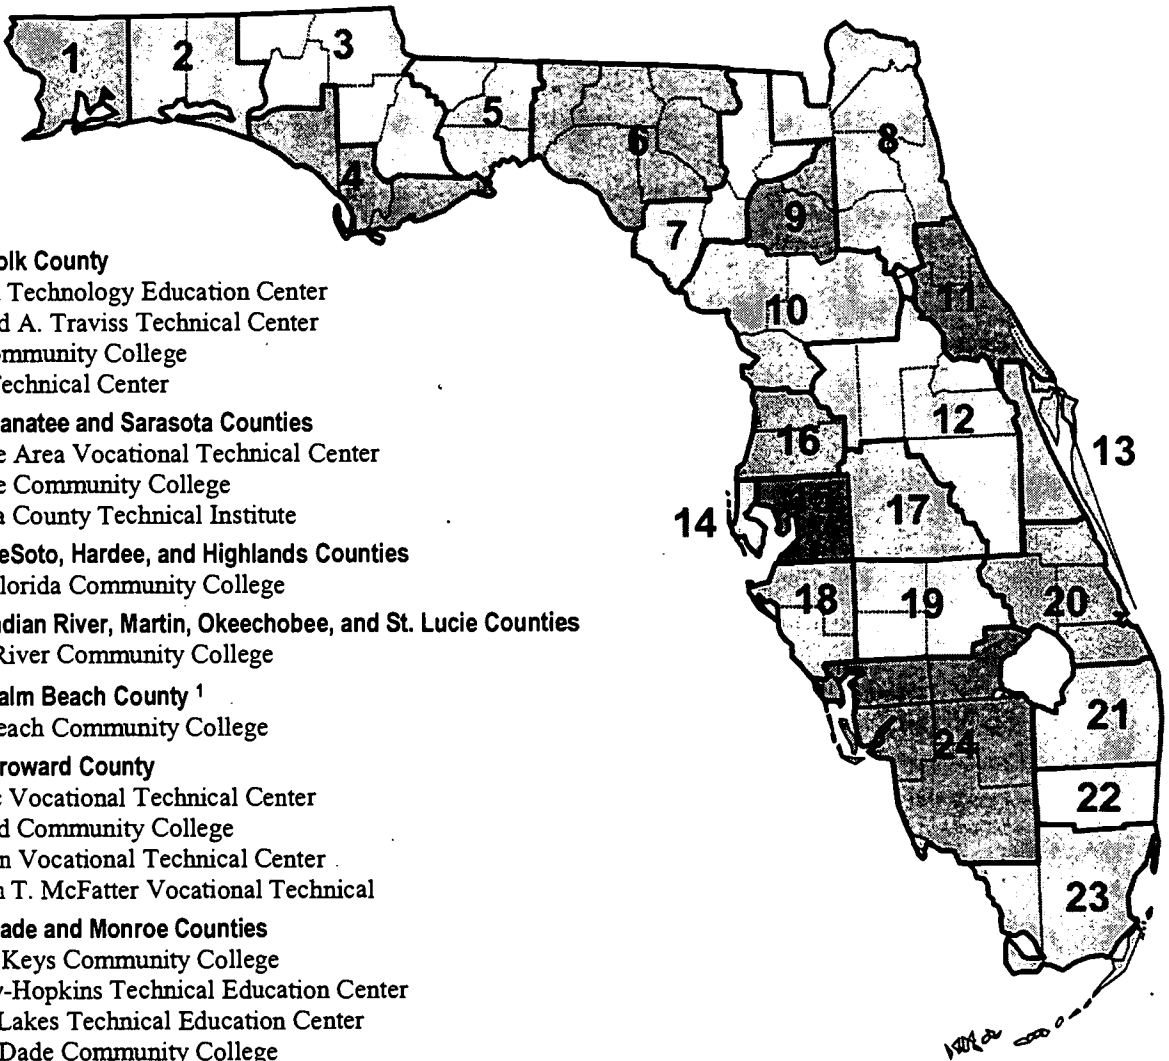 1
2
3
4
5
6
7
8
9
10
11
12
13
14
16
17
18
19
20
21
22
23
24
olk County
Technology Education Center
d A. Traviss Technical Center
ommunity College
Technical Center
anatee and Sarasota Counties
e Area Vocational Technical Center
e Community College
a County Technical Institute
eSoto, Hardee, and Highlands Counties
lorida Community College
ndian River, Martin, Okeechobee, and St. Lucie Counties
River Community College
alm Beach County 1
each Community College
roward County
c Vocational Technical Center
d Community College
n Vocational Technical Center
n T. McFatter Vocational Technical
ade and Monroe Counties
Keys Community College
y-Hopkins Technical Education Center
Lakes Technical Education Center
Dade Community College